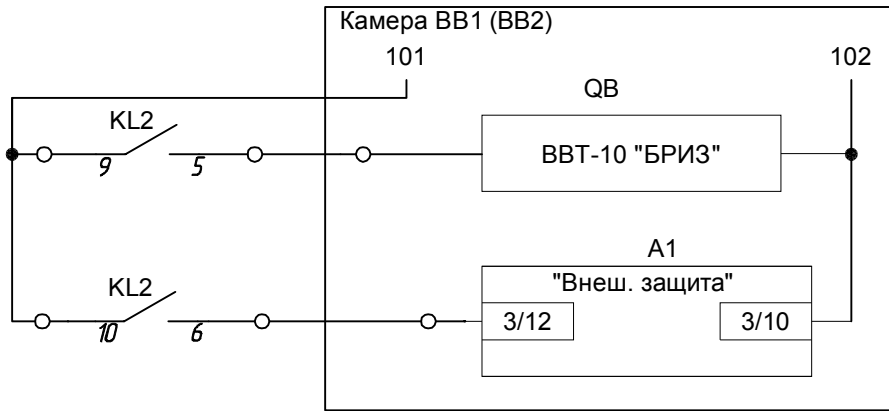 Камера ВВ1 (ВВ2)
101
102
QB
KL2
9
5
ВВТ-10 "БРИЗ"
А1
"Внеш. защита"
KL2
10
6
3/12
3/10